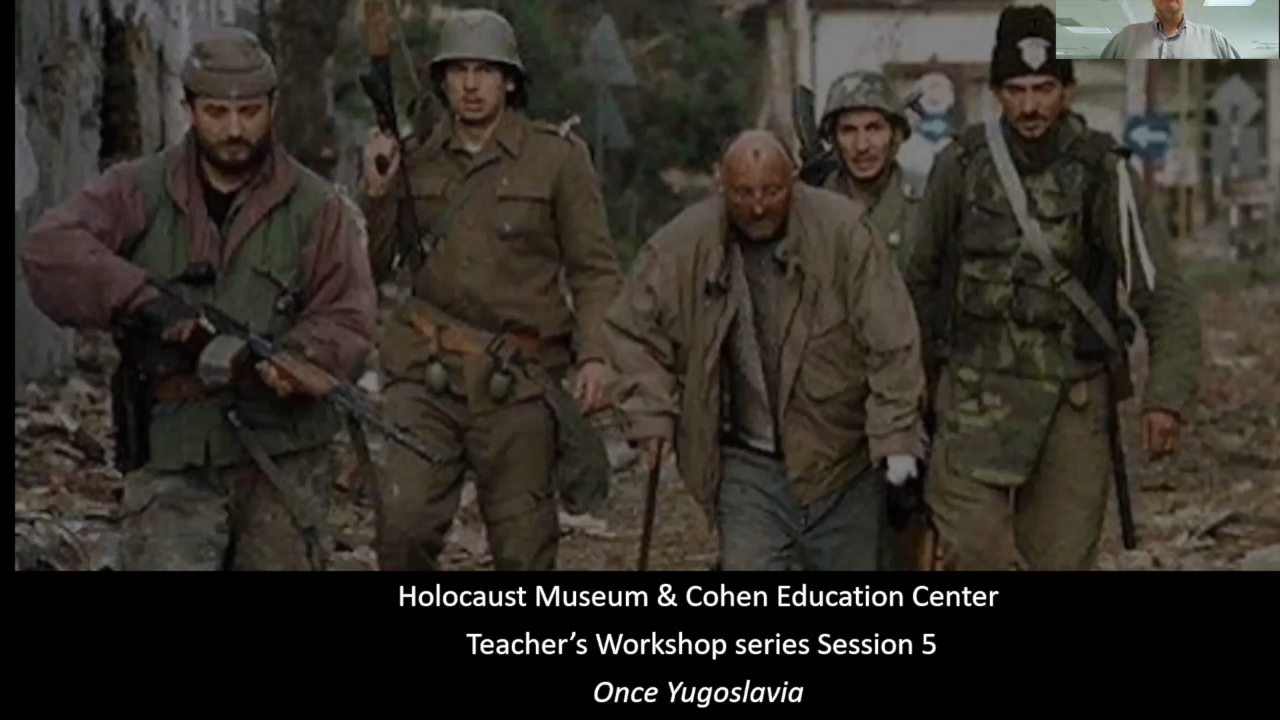 Holocaust Museum & Cohen Education Center
Teacher's Workshop series Session 5
Once Yugoslavia